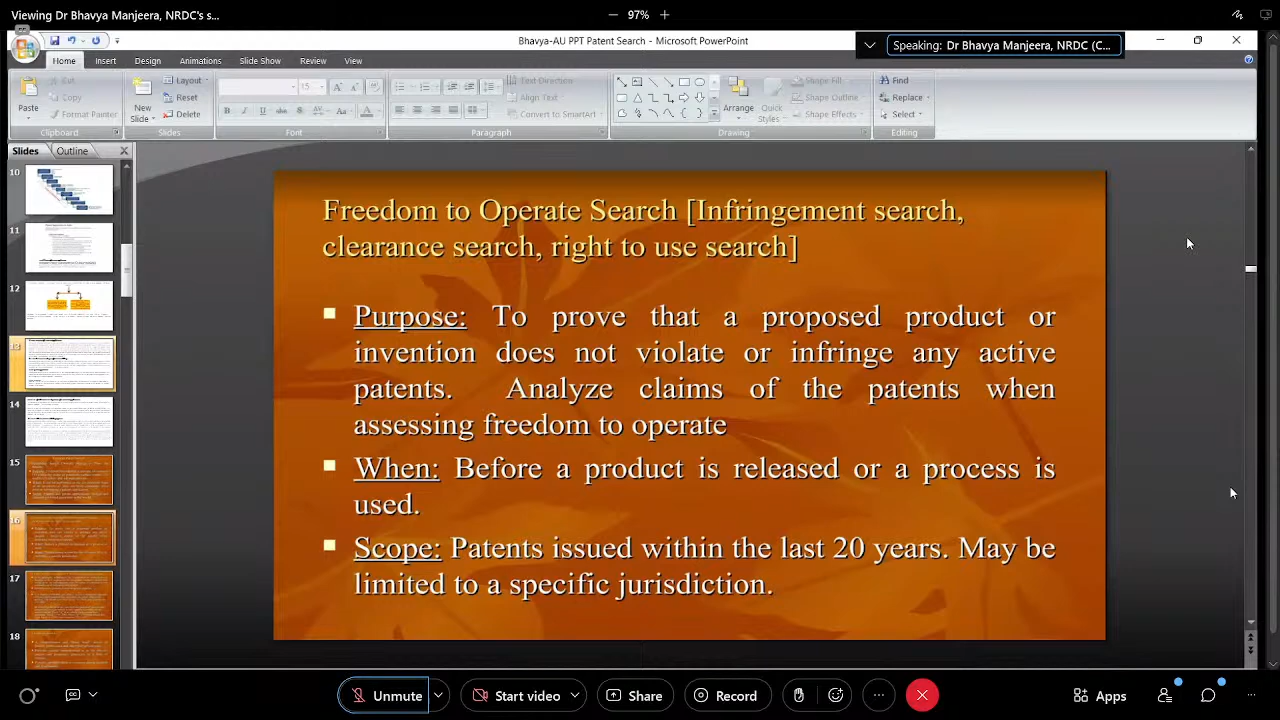 Viewing Dr Bhavya Manjeera, NRDC's s...
97%
Bhavya-AU PPT Patent Search - Microsoft PowerPoint
Speaking: Dr Bhavya Manjeera, NRDC (C...
Home Insert Design Animations Slide Show Review View
Cut
Copy
Format Painter
Paste
Clipboard
New Slide
Layout
Reset
Delete
Slides
Font
Text Direction
Align Text
Convert to SmartArt
Paragraph
Arrange
Quick Styles
Shape Fill
Shape Outline
Shape Effects
Drawing
Find
Replace
Select
Editing
Slides Outline
10
11
12
13
14
15
16
17
18
Freedom to Operate Search [Infringement search,
clearance search, right to use search]
Purpose: To prove that a proposed product or
invention does not violate or infringe any active
patents. Analyze claims of the patents when
assessing freedom to operate
When: Before a product is released or a process is
used.
Scope: Patents issued within the last 20 years. May be
limited to a specific jurisdiction.
Unmute Start video Share Record Apps